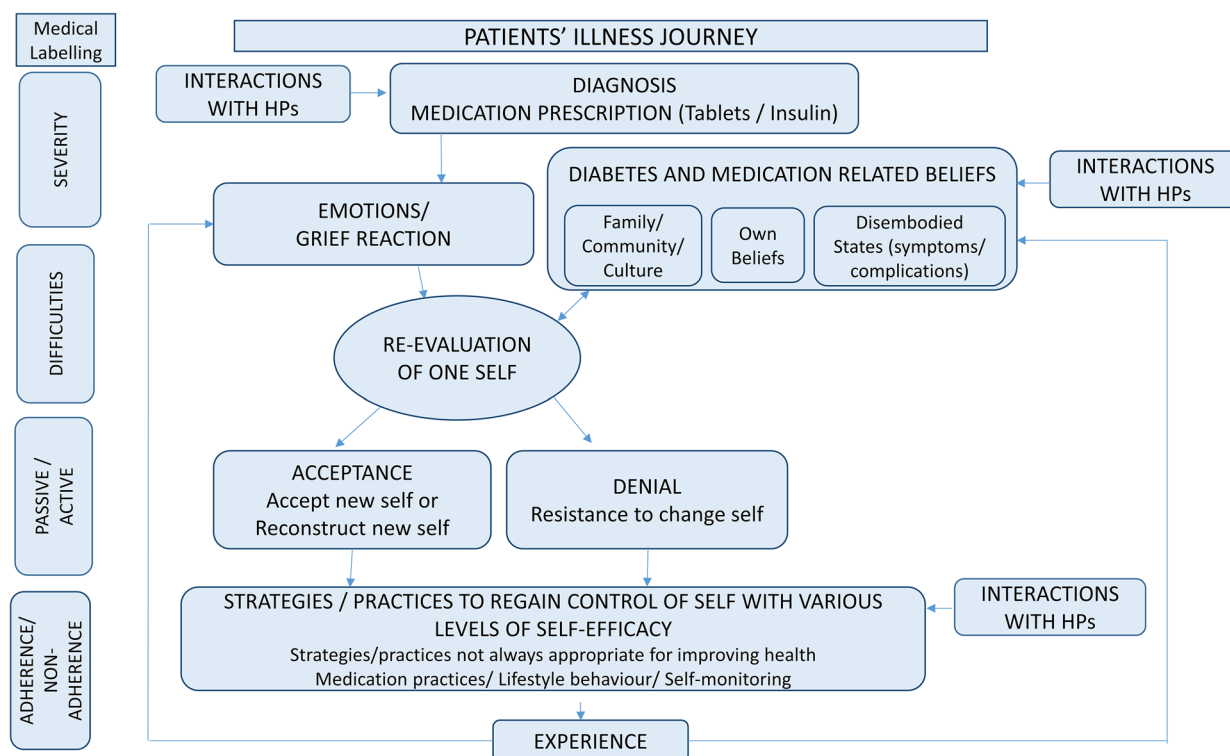 Medical
Labelling
PATIENTS' ILLNESS JOURNEY
SEVERITY
DIFFICULTIES
PASSIVE /
ACTIVE
ADHERENCE/
NON-
ADHERENCE
INTERACTIONS
WITH HPs
DIAGNOSIS
MEDICATION PRESCRIPTION (Tablets / Insulin)
EMOTIONS/
GRIEF REACTION
DIABETES AND MEDICATION RELATED BELIEFS
Family/
Community/
Culture
Own
Beliefs
Disembodied
States (symptoms/
complications)
INTERACTIONS
WITH HPs
RE-EVALUATION
OF ONE SELF
ACCEPTANCE
Accept new self or
Reconstruct new self
DENIAL
Resistance to change self
STRATEGIES / PRACTICES TO REGAIN CONTROL OF SELF WITH VARIOUS
LEVELS OF SELF-EFFICACY
Strategies/practices not always appropriate for improving health
Medication practices/ Lifestyle behaviour/ Self-monitoring
INTERACTIONS
WITH HPs
EXPERIENCE